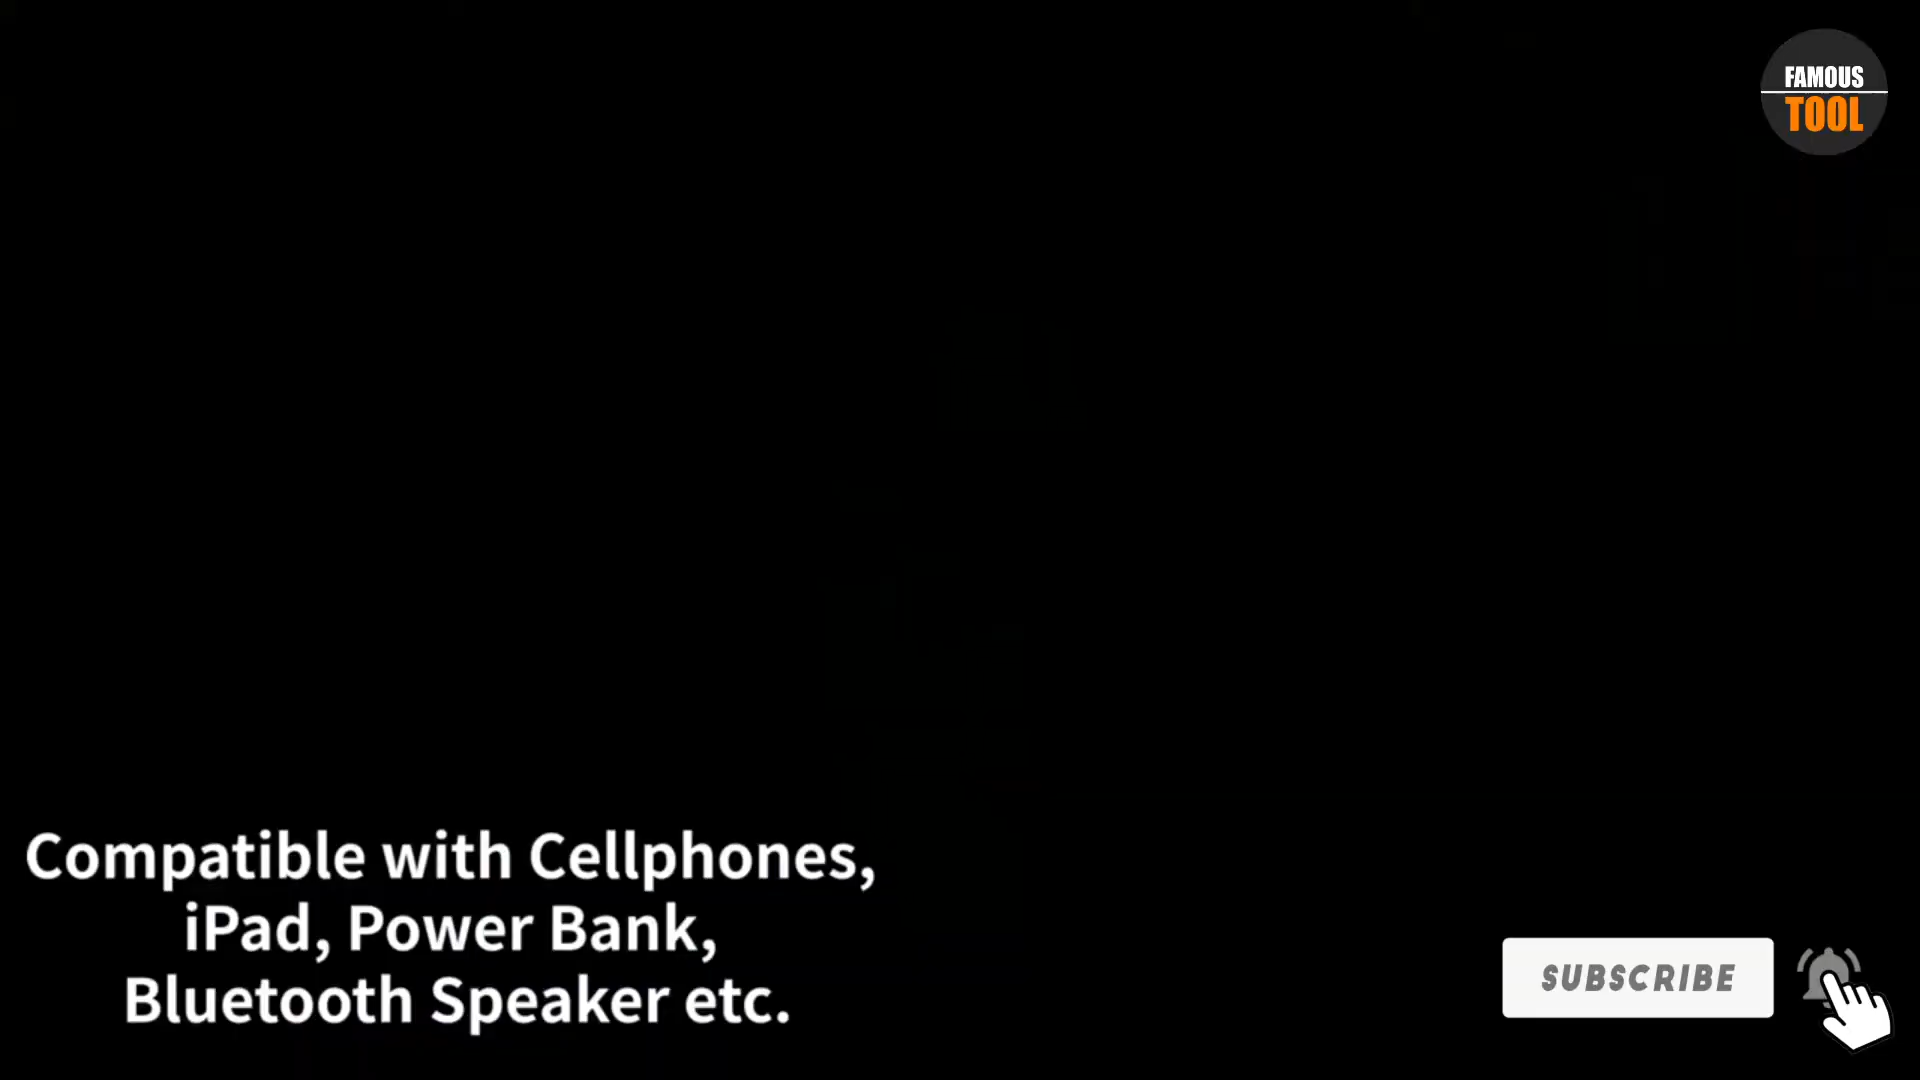 FAMOUS
TOOL
Compatible with Cellphones,
iPad, Power Bank,
Bluetooth Speaker etc.
SUBSCRIBE